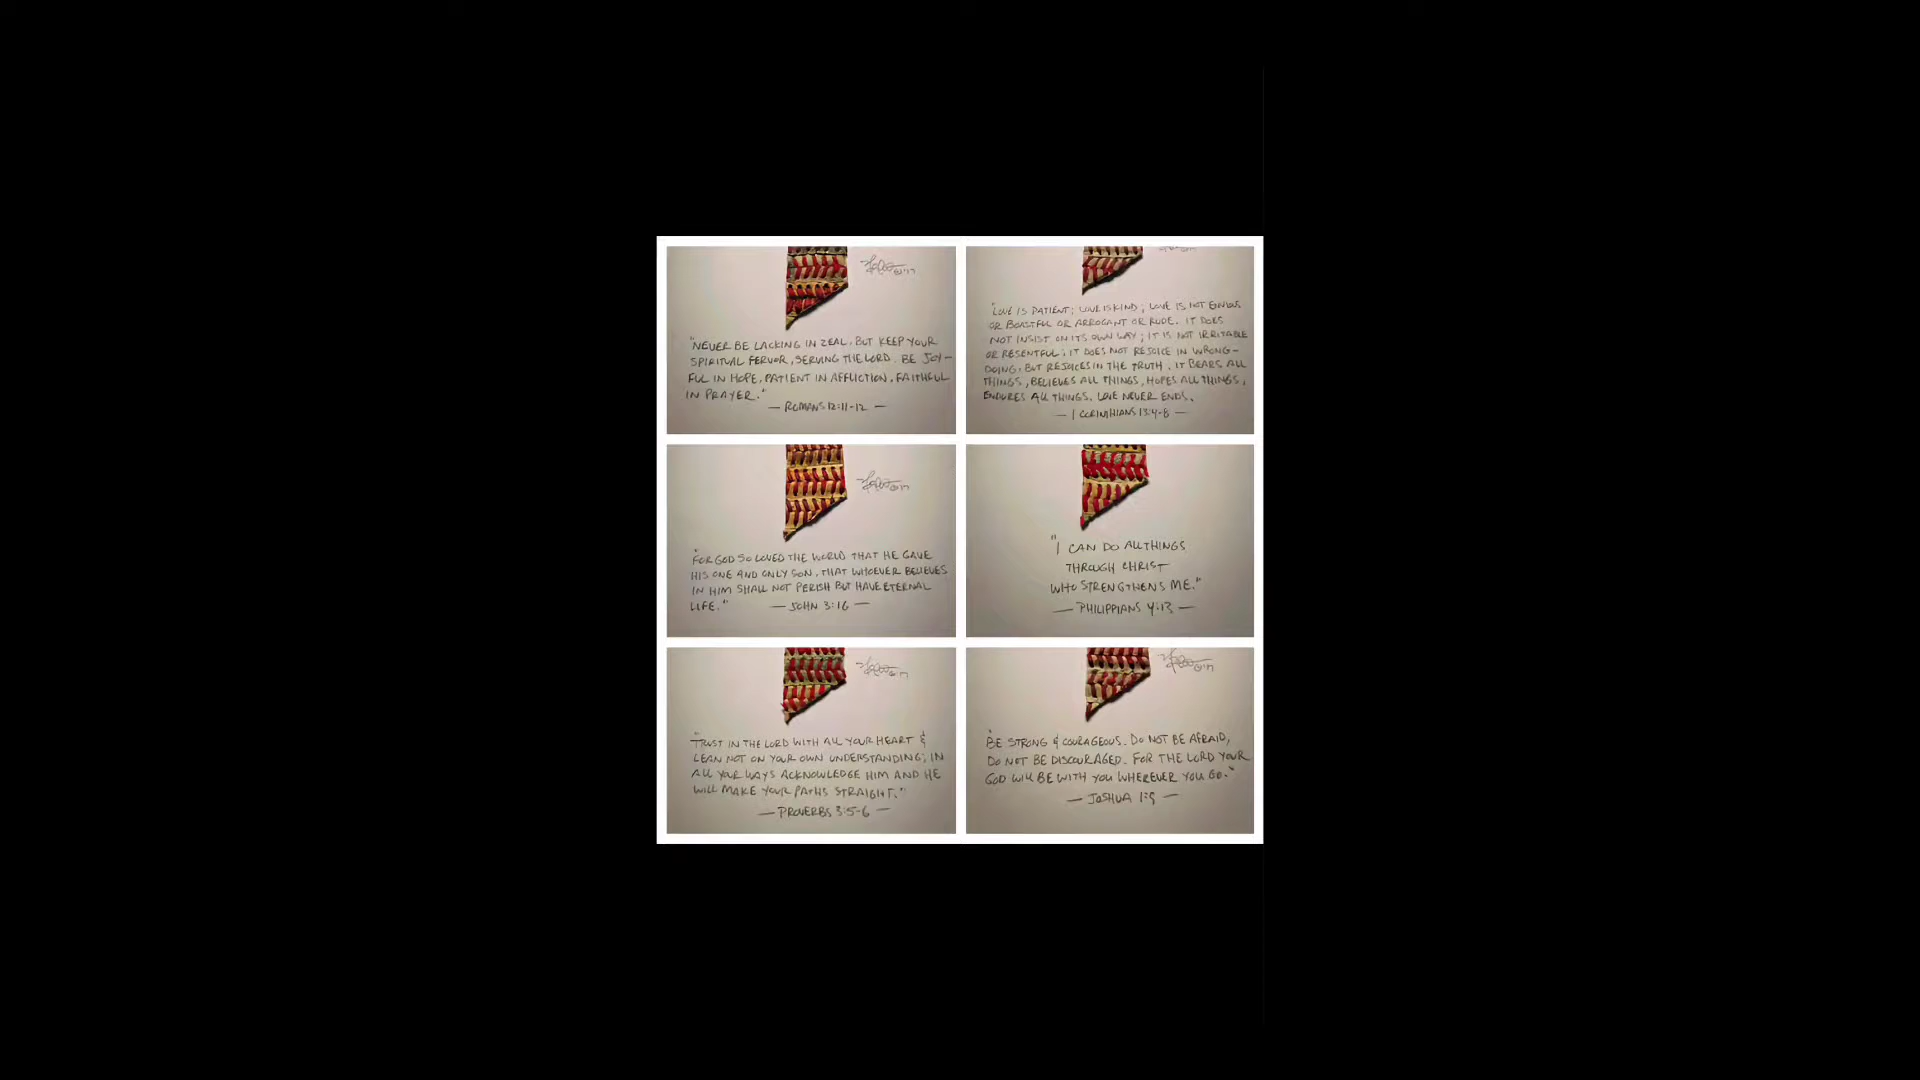 "NEVER BE LACKING IN ZEAL, BUT KEEP YOUR
SPIRITUAL FERVOR, SERVING THE LORD. BE JOY-
FUL IN HOPE, PATIENT IN AFFLICTION, FAITHFUL
IN PRAYER."
— ROMANS 12:11-12 —
"LOVE IS PATIENT; LOVE IS KIND; LOVE IS NOT ENVIOUS
OR BOASTFUL OR ARROGANT OR RUDE. IT DOES
NOT INSIST ON ITS OWN WAY; IT IS NOT IRRITABLE
OR RESENTFUL; IT DOES NOT REJOICE IN WRONG-
DOING, BUT REJOICES IN THE TRUTH. IT BEARS ALL
THINGS, BELIEVES ALL THINGS, HOPES ALL THINGS,
ENDURES ALL THINGS. LOVE NEVER ENDS.
— 1 CORINTHIANS 13:4-8 —
"FOR GOD SO LOVED THE WORLD THAT HE GAVE
HIS ONE AND ONLY SON, THAT WHOEVER BELIEVES
IN HIM SHALL NOT PERISH BUT HAVE ETERNAL
LIFE." — JOHN 3:16 —
"I CAN DO ALL THINGS
THROUGH CHRIST
WHO STRENGTHENS ME."
— PHILIPPIANS 4:13 —
"TRUST IN THE LORD WITH ALL YOUR HEART &
LEAN NOT ON YOUR OWN UNDERSTANDING; IN
ALL YOUR WAYS ACKNOWLEDGE HIM AND HE
WILL MAKE YOUR PATHS STRAIGHT."
— PROVERBS 3:5-6 —
"BE STRONG & COURAGEOUS. DO NOT BE AFRAID,
DO NOT BE DISCOURAGED. FOR THE LORD YOUR
GOD WILL BE WITH YOU WHEREVER YOU GO."
— JOSHUA 1:9 —